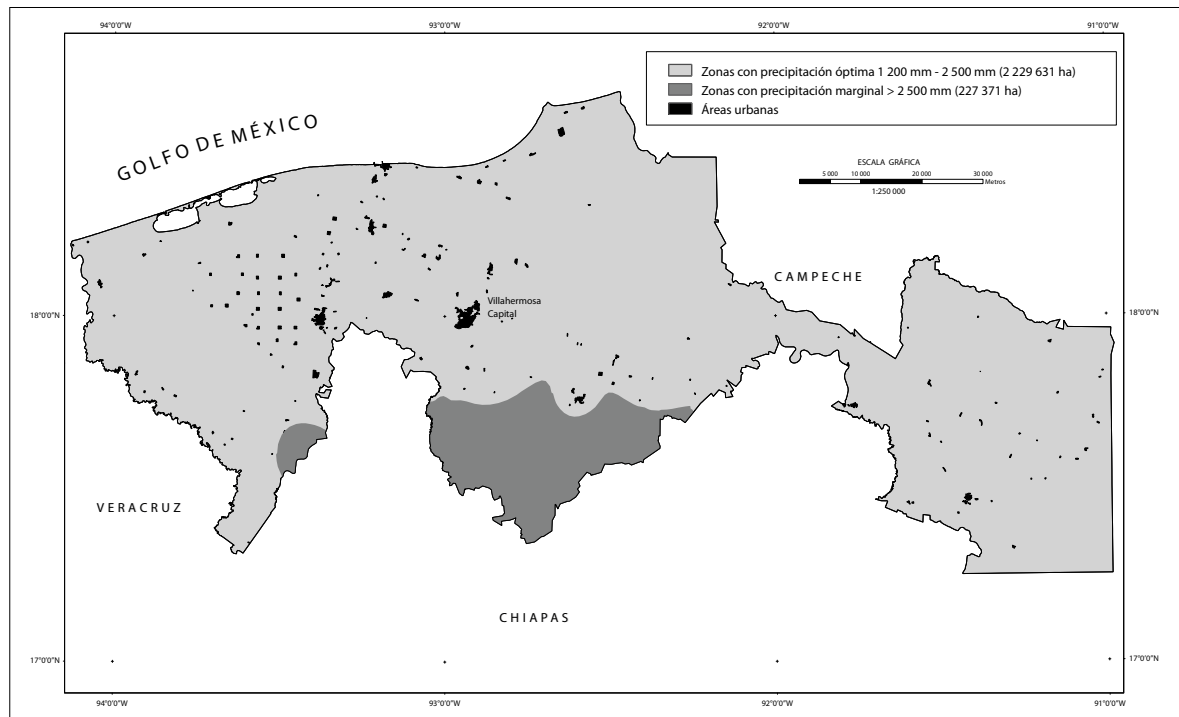 94°0'0"W
93°0'0"W
92°0'0"W
91°0'0"W
Zonas con precipitación óptima 1 200 mm - 2 500 mm (2 229 631 ha)
Zonas con precipitación marginal > 2 500 mm (227 371 ha)
Áreas urbanas
GOLFO DE MÉXICO
ESCALA GRÁFICA
5 000 10 000 20 000 30 000
Metros
1:250 000
CAMPECHE
Villahermosa
Capital
18°0'0"N
18°0'0"N
VERACRUZ
CHIAPAS
17°0'0"N
17°0'0"N
94°0'0"W
93°0'0"W
92°0'0"W
91°0'0"W